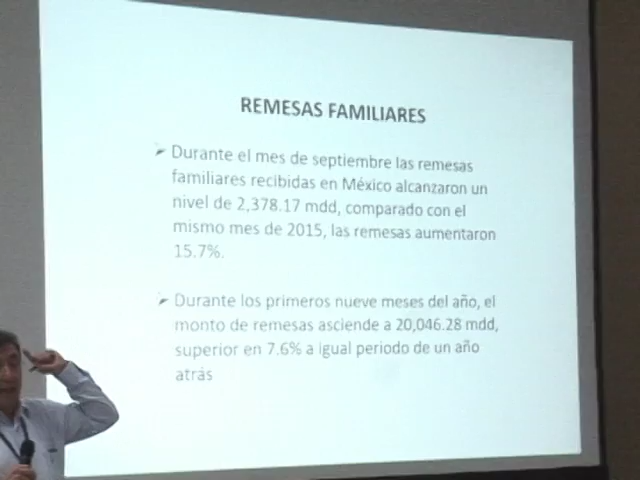 REMESAS FAMILIARES
➢ Durante el mes de septiembre las remesas
familiares recibidas en México alcanzaron un
nivel de 2,378.17 mdd, comparado con el
mismo mes de 2015, las remesas aumentaron
15.7%.
➢ Durante los primeros nueve meses del año, el
monto de remesas asciende a 20,046.28 mdd,
superior en 7.6% a igual periodo de un año
atrás